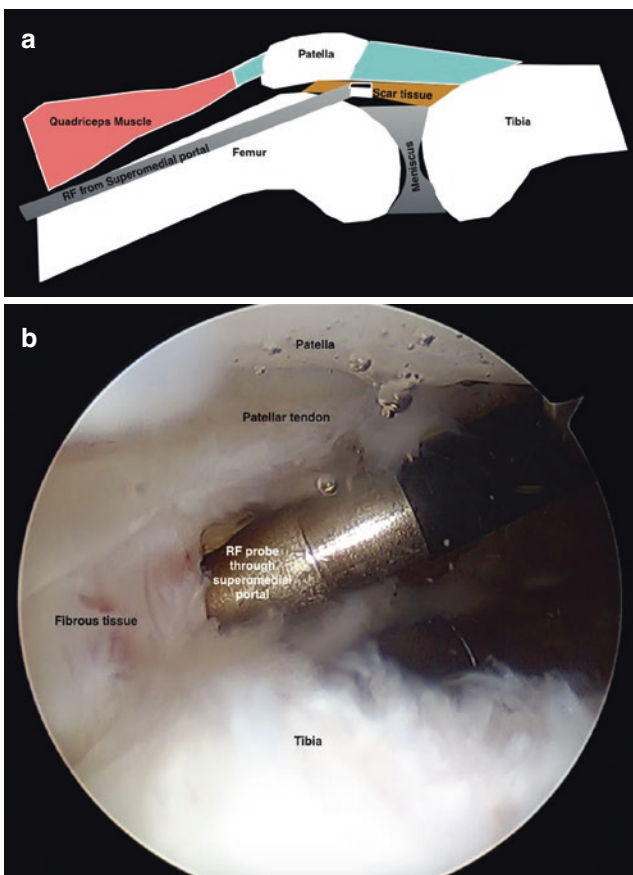 a
Patella
Scar tissue
Quadriceps Muscle
Tibia
Femur
RF from Superomedial portal
Meniscus
b
Patella
Patellar tendon
RF probe
through
superomedial
portal
Fibrous tissue
Tibia